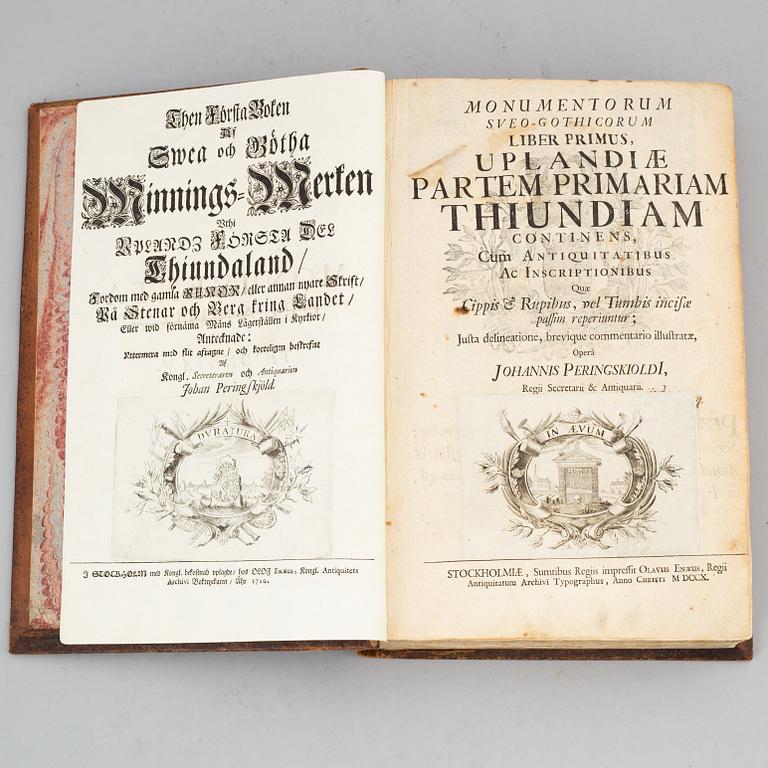 Then Första Boken
Af
Swea och Götha
Minnings-Merken
Uthi
UPLANDZ FÖRSTA DEL
Thiundaland/
Fordom med gamla RUNOR/ eller annan nyare Skrift/
På Stenar och Berg kring Landet/
Eller wid förnäma Mäns Lägerställen i Kyrkior/
Antecknade:
Nu
mera med flit aftagne/ och korteligen beskrefne
Af
Kongl. Secreteraren och Antiquarien
Johan Peringskjöld.
DURATURA
I STOCKHOLM med Kongl. bekostnad uplagde/ hos OLOF ENÆUS, Kongl. Antiquitets
Archivi Boktryckaren/ Åhr 1710.
MONUMENTORUM
SVEO-GOTHICORUM
LIBER PRIMUS,
UPLANDIÆ
PARTEM PRIMARIAM
THIUNDIAM
CONTINENS,
Cum ANTIQUITATIBUS
AC INSCRIPTIONIBUS
Quæ
Cippis & Rupibus, vel Tumbis incisæ
passim reperiuntur;
Justa delineatione, brevique commentario illustratæ,
Operâ
JOHANNIS PERINGSKIOLDI,
Regii Secretarii & Antiquarii.
IN ÆVUM
STOCKHOLMIÆ, Sumtibus Regiis impressit OLAVUS ENÆUS, Regii
Antiquitatum Archivi Typographus, Anno CHRISTI M DCCX.